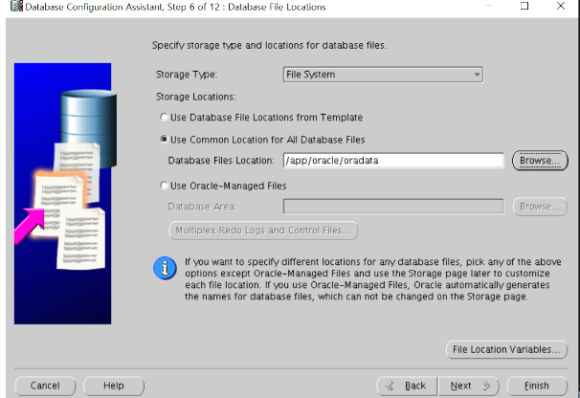 Database Configuration Assistant, Step 6 of 12 : Database File Locations
Specify storage type and locations for database files.
Storage Type: File System
Storage Locations:
Use Database File Locations from Template
Use Common Location for All Database Files
Database Files Location: /app/oracle/oradata Browse...
Use Oracle-Managed Files
Database Area: Browse...
Multiplex Redo Logs and Control Files...
If you want to specify different locations for any database files, pick any of the above
options except Oracle-Managed Files and use the Storage page later to customize
each file location. If you use Oracle-Managed Files, Oracle automatically generates
the names for database files, which can not be changed on the Storage page.
File Location Variables...
Cancel Help Back Next Finish